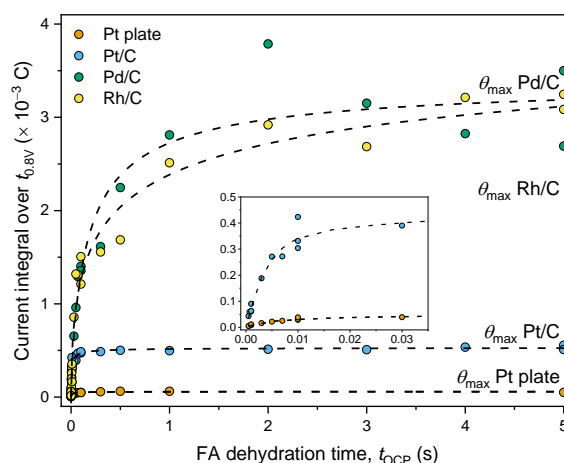 Pt plate
Pt/C
Pd/C
Rh/C
θmax Pd/C
θmax Rh/C
θmax Pt/C
θmax Pt plate
Current integral over t0.8V (× 10−3 C)
4
3
2
1
0
0.5
0.4
0.3
0.2
0.1
0.0
0.00 0.01 0.02 0.03
0 1 2 3 4 5
FA dehydration time, tOCP (s)